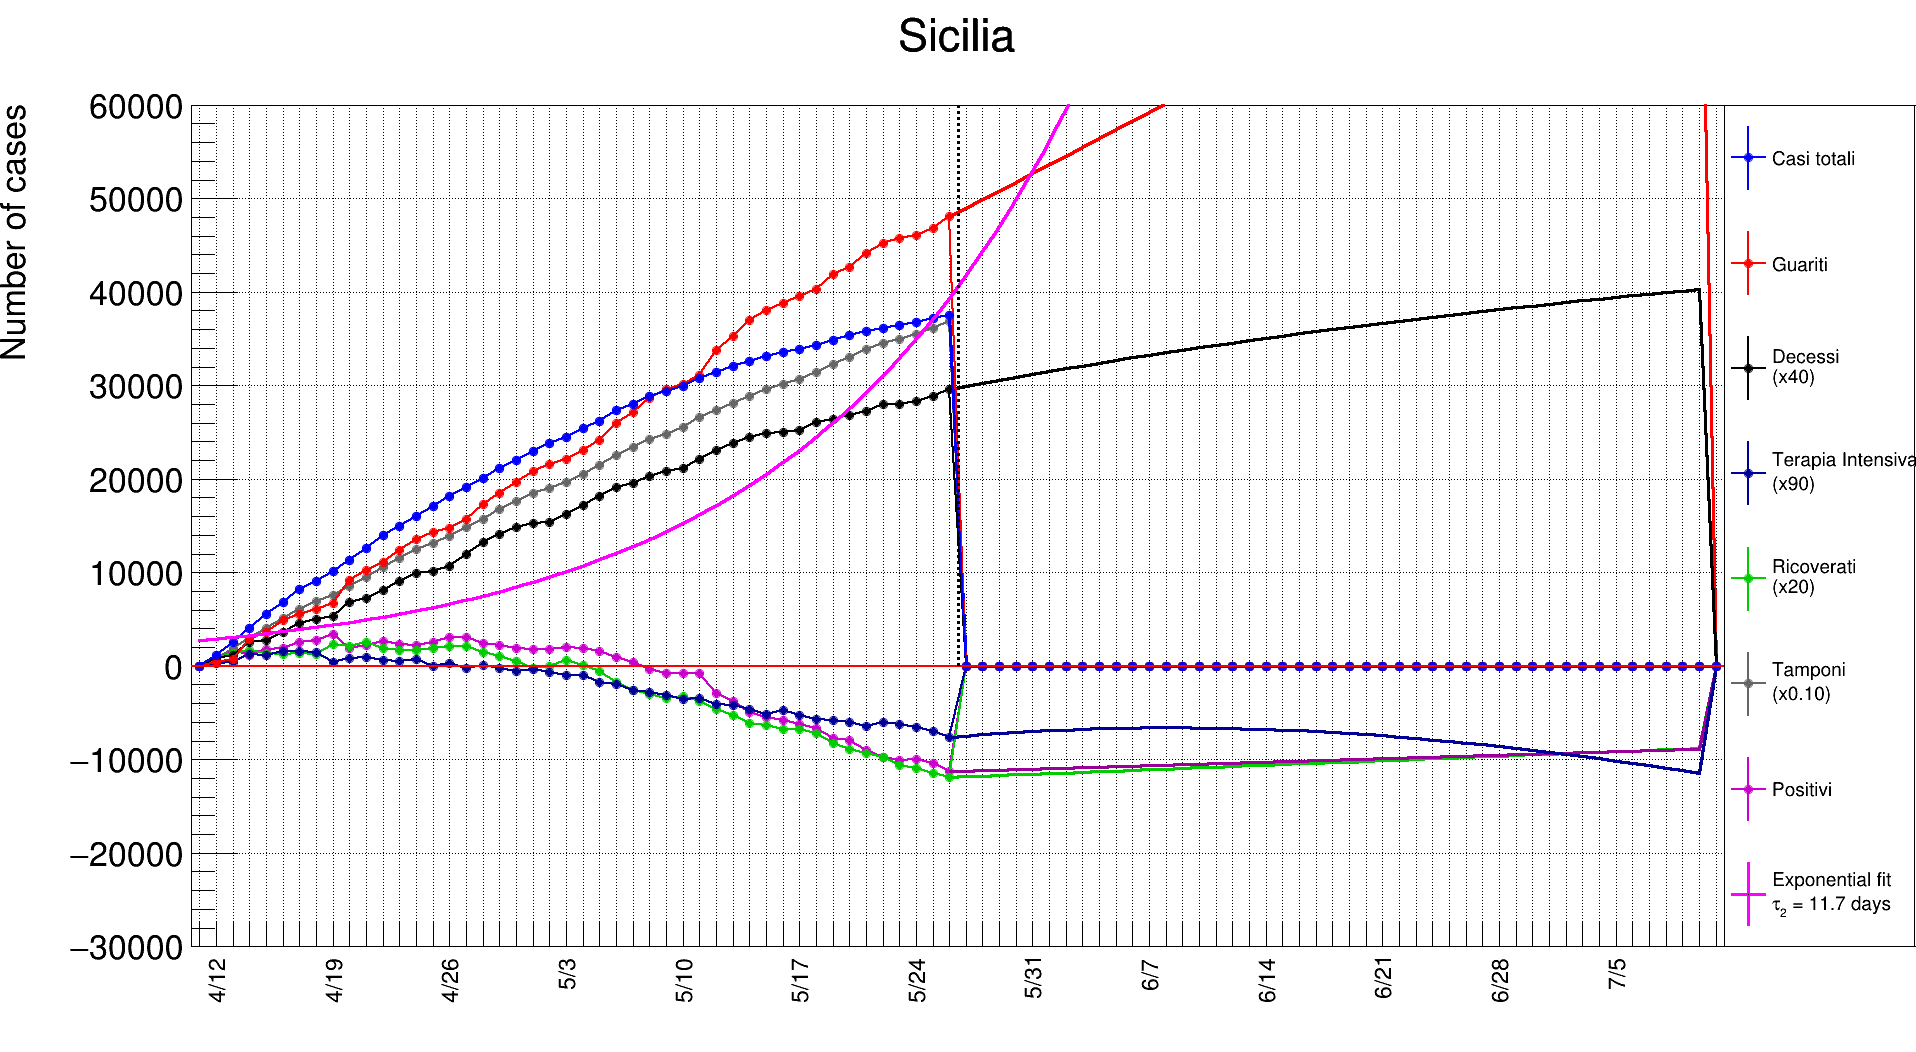 Sicilia
Number of cases
60000
50000
40000
30000
20000
10000
0
−10000
−20000
−30000
4/12
4/19
4/26
5/3
5/10
5/17
5/24
5/31
6/7
6/14
6/21
6/28
7/5
Casi totali
Guariti
Decessi
(x40)
Terapia Intensiva
(x90)
Ricoverati
(x20)
Tamponi
(x0.10)
Positivi
Exponential fit
τ2 = 11.7 days